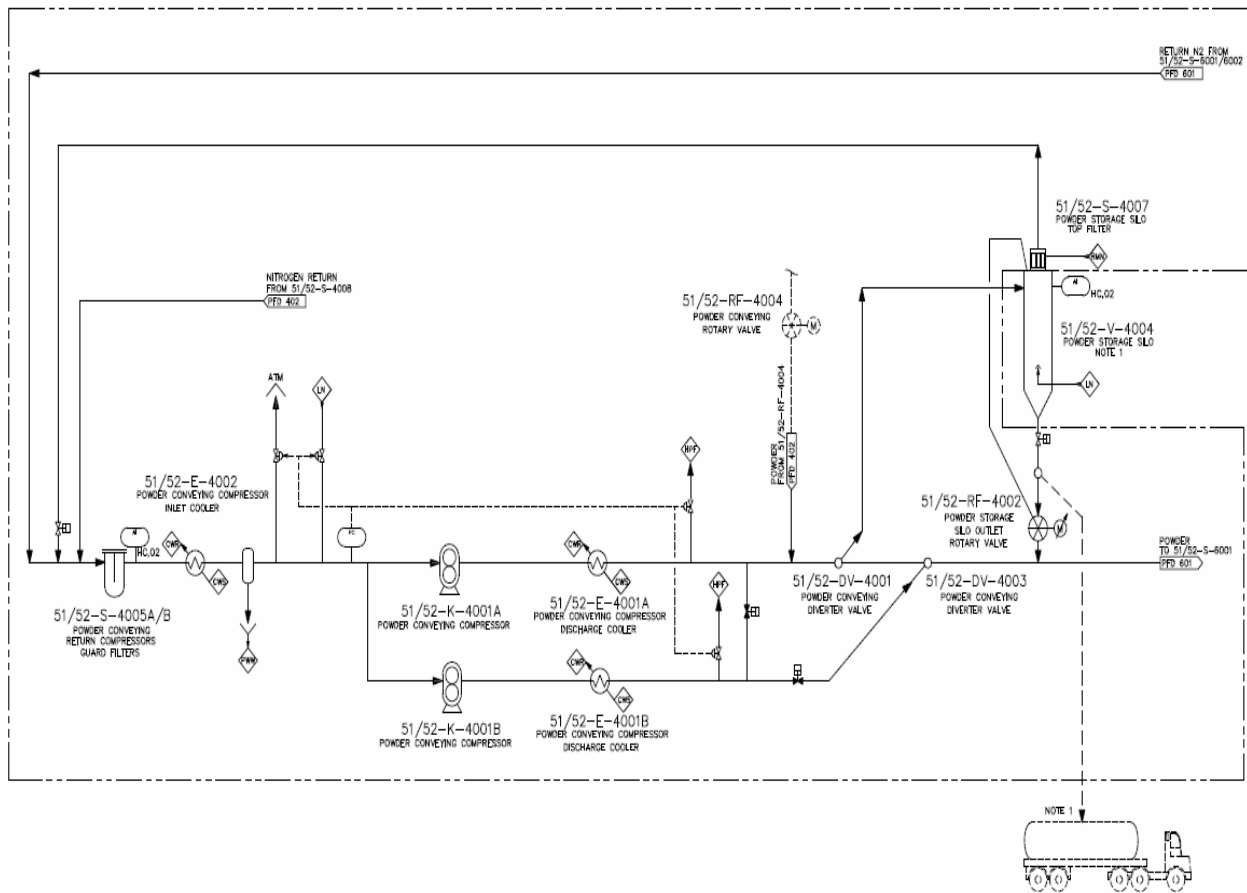 RETURN N2 FROM
51/52-S-6001/6002
PFD 601
51/52-S-4007
POWDER STORAGE SILO
TOP FILTER
RMN
AI
HC,O2
NITROGEN RETURN
FROM 51/52-S-4008
PFD 402
51/52-RF-4004
POWDER CONVEYING
ROTARY VALVE
M
51/52-V-4004
POWDER STORAGE SILO
NOTE 1
LN
ATM
LN
POWDER
FROM 51/52-RF-4004
PFD 402
HPF
51/52-E-4002
POWDER CONVEYING COMPRESSOR
INLET COOLER
51/52-RF-4002
POWDER STORAGE
SILO OUTLET
ROTARY VALVE
M
AI
HC,O2
CWR
CWS
PC
CWR
CWS
POWDER
TO 51/52-S-6001
PFD 601
51/52-S-4005A/B
POWDER CONVEYING
RETURN COMPRESSORS
GUARD FILTERS
PWW
51/52-K-4001A
POWDER CONVEYING COMPRESSOR
51/52-E-4001A
POWDER CONVEYING COMPRESSOR
DISCHARGE COOLER
HPF
51/52-DV-4001
POWDER CONVEYING
DIVERTER VALVE
51/52-DV-4003
POWDER CONVEYING
DIVERTER VALVE
CWR
CWS
51/52-K-4001B
POWDER CONVEYING COMPRESSOR
51/52-E-4001B
POWDER CONVEYING COMPRESSOR
DISCHARGE COOLER
NOTE 1